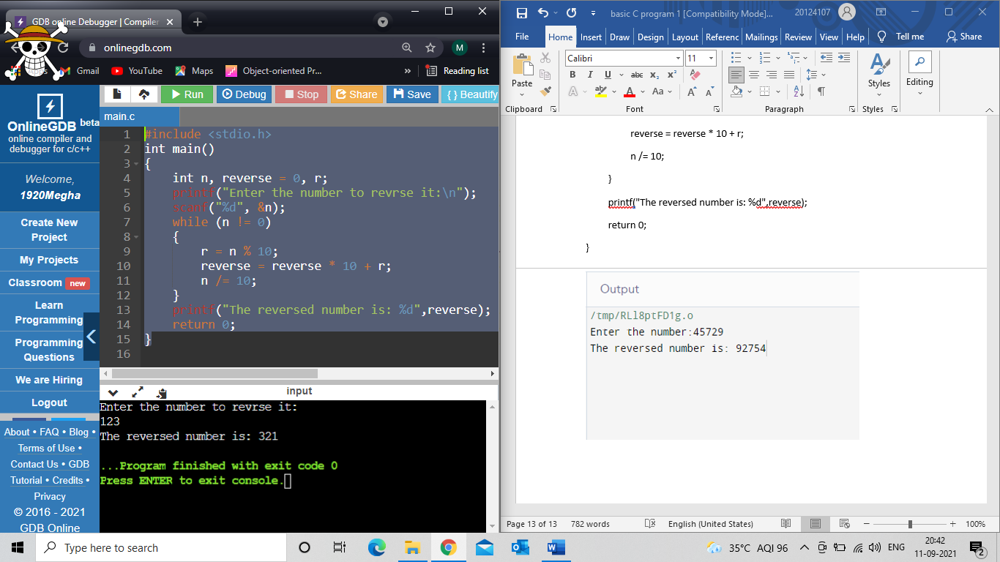 GDB online Debugger | Compiler
onlinegdb.com
M
Gmail
YouTube
Maps
Object-oriented Pr...
»
Reading list
OnlineGDB beta
online compiler and
debugger for c/c++
Welcome,
1920Megha
Create New
Project
My Projects
Classroom new
Learn
Programming
Programming
Questions
We are Hiring
Logout
About • FAQ • Blog •
Terms of Use •
Contact Us • GDB
Tutorial • Credits •
Privacy
© 2016 - 2021
GDB Online
Run
Debug
Stop
Share
Save
{ } Beautify
main.c
1 #include <stdio.h>
2 int main()
3 {
4 int n, reverse = 0, r;
5 printf("Enter the number to revrse it:\n");
6 scanf("%d", &n);
7 while (n != 0)
8 {
9 r = n % 10;
10 reverse = reverse * 10 + r;
11 n /= 10;
12 }
13 printf("The reversed number is: %d",reverse);
14 return 0;
15 }
16
input
Enter the number to revrse it:
123
The reversed number is: 321
...Program finished with exit code 0
Press ENTER to exit console.
basic C program 1 [Compatibility Mode]...
20124107
File Home Insert Draw Design Layout Referenc Mailings Review View Help Tell me Share
Paste
Clipboard
Calibri
11
B I U abc x₂ x²
A A Aa A A
Font
Paragraph
Styles
Styles
Editing
reverse = reverse * 10 + r;
n /= 10;
}
printf("The reversed number is: %d",reverse);
return 0;
}
Output
/tmp/RLl8ptFD1g.o
Enter the number:45729
The reversed number is: 92754
Page 13 of 13
782 words
English (United States)
100%
Type here to search
35°C AQI 96
ENG
20:42
11-09-2021
2